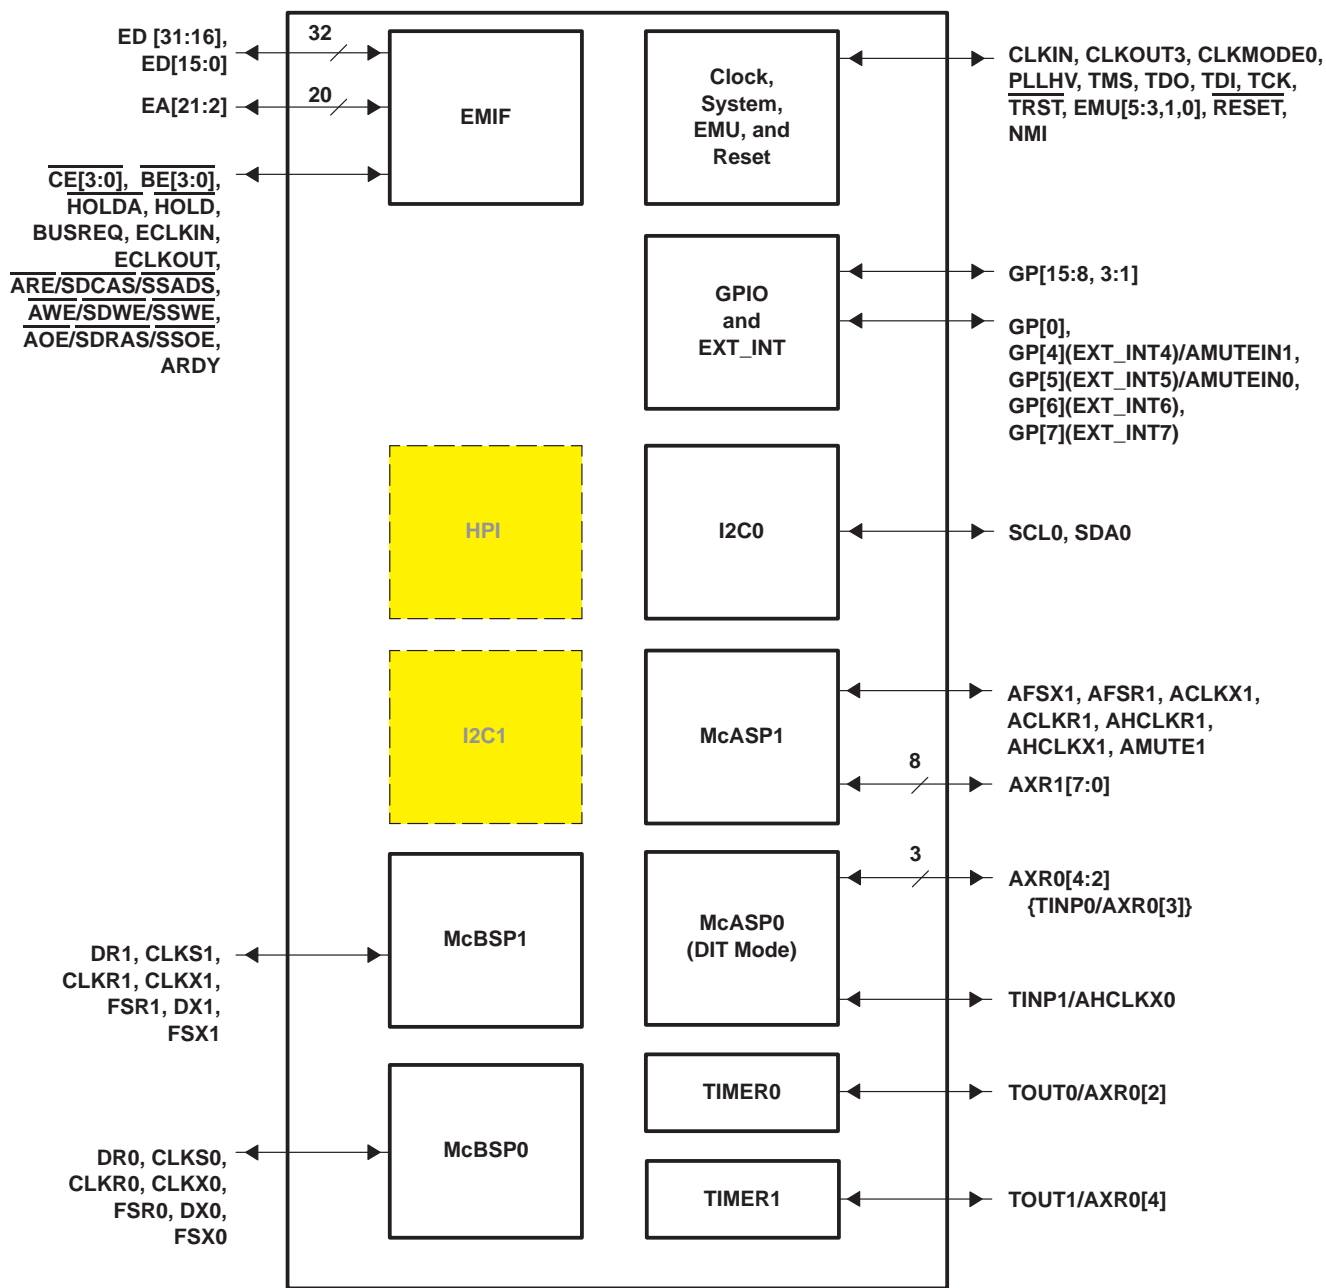 ED [31:16],
ED[15:0]
32
EA[21:2]
20
CE[3:0], BE[3:0],
HOLDA, HOLD,
BUSREQ, ECLKIN,
ECLKOUT,
ARE/SDCAS/SSADS,
AWE/SDWE/SSWE,
AOE/SDRAS/SSOE,
ARDY
EMIF
Clock,
System,
EMU, and
Reset
CLKIN, CLKOUT3, CLKMODE0,
PLLHV, TMS, TDO, TDI, TCK,
TRST, EMU[5:3,1,0], RESET,
NMI
GPIO
and
EXT_INT
GP[15:8, 3:1]
GP[0],
GP[4](EXT_INT4)/AMUTEIN1,
GP[5](EXT_INT5)/AMUTEIN0,
GP[6](EXT_INT6),
GP[7](EXT_INT7)
HPI
I2C0
SCL0, SDA0
I2C1
McASP1
AFSX1, AFSR1, ACLKX1,
ACLKR1, AHCLKR1,
AHCLKX1, AMUTE1
8
AXR1[7:0]
DR1, CLKS1,
CLKR1, CLKX1,
FSR1, DX1,
FSX1
McBSP1
McASP0
(DIT Mode)
3
AXR0[4:2]
{TINP0/AXR0[3]}
TINP1/AHCLKX0
DR0, CLKS0,
CLKR0, CLKX0,
FSR0, DX0,
FSX0
McBSP0
TIMER0
TOUT0/AXR0[2]
TIMER1
TOUT1/AXR0[4]